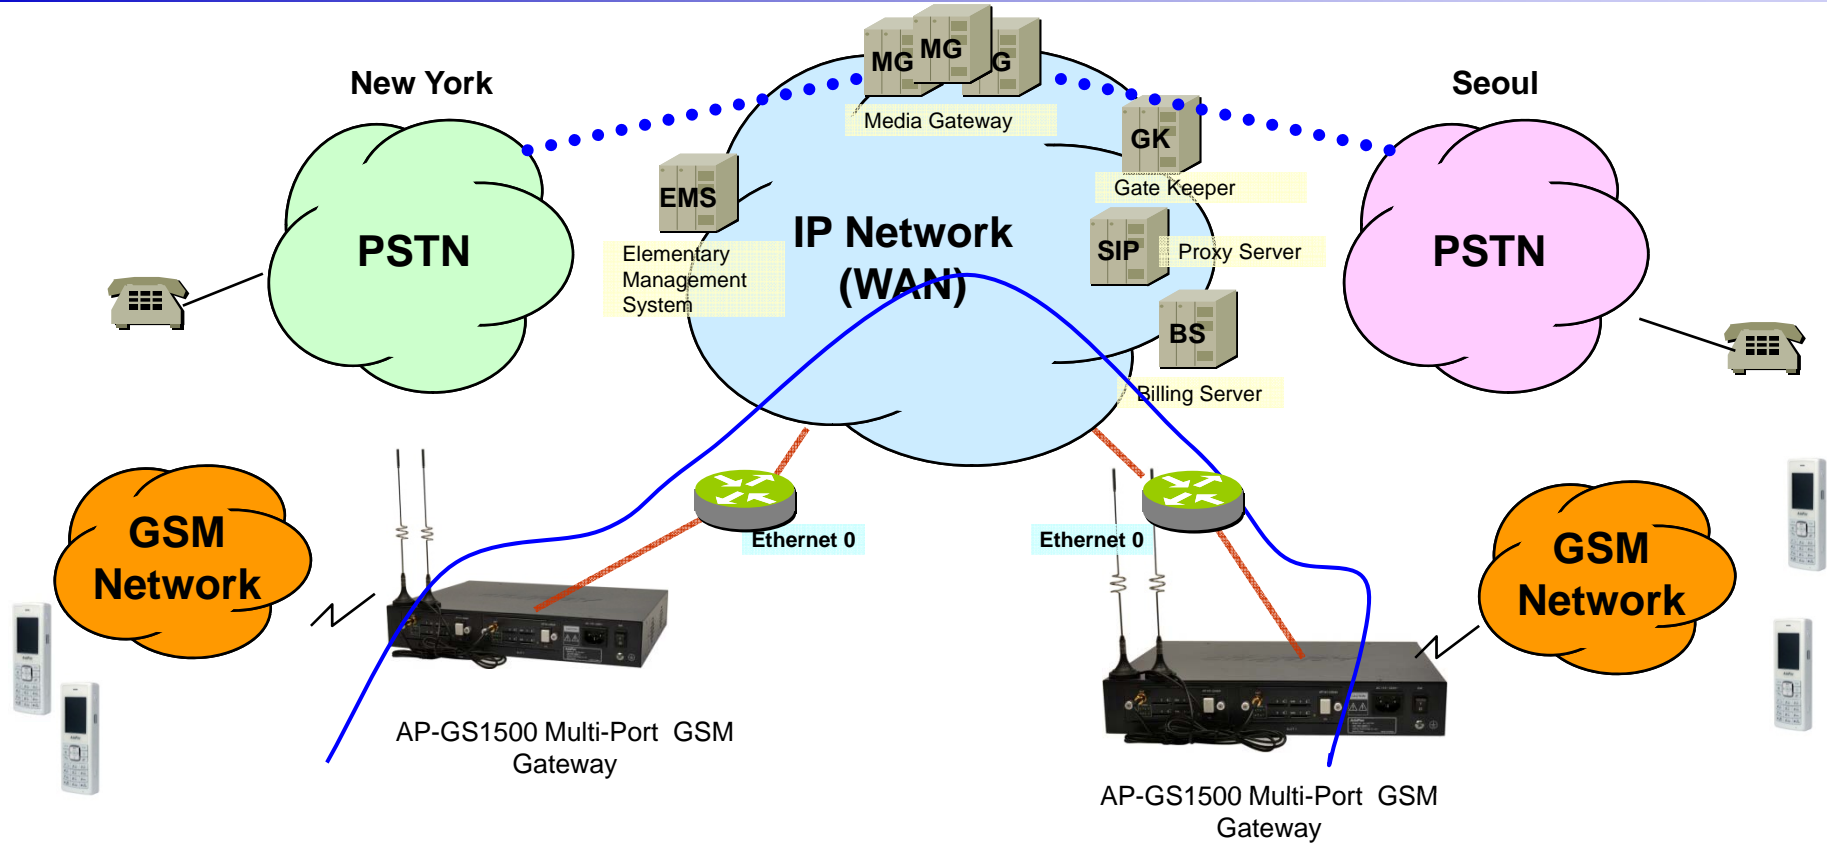 New York
Seoul
MG
MG
G
Media Gateway
GK
Gate Keeper
EMS
Elementary
Management
System
IP Network
(WAN)
SIP
Proxy Server
BS
Billing Server
PSTN
PSTN
GSM
Network
Ethernet 0
Ethernet 0
GSM
Network
AP-GS1500 Multi-Port  GSM
Gateway
AP-GS1500 Multi-Port  GSM
Gateway